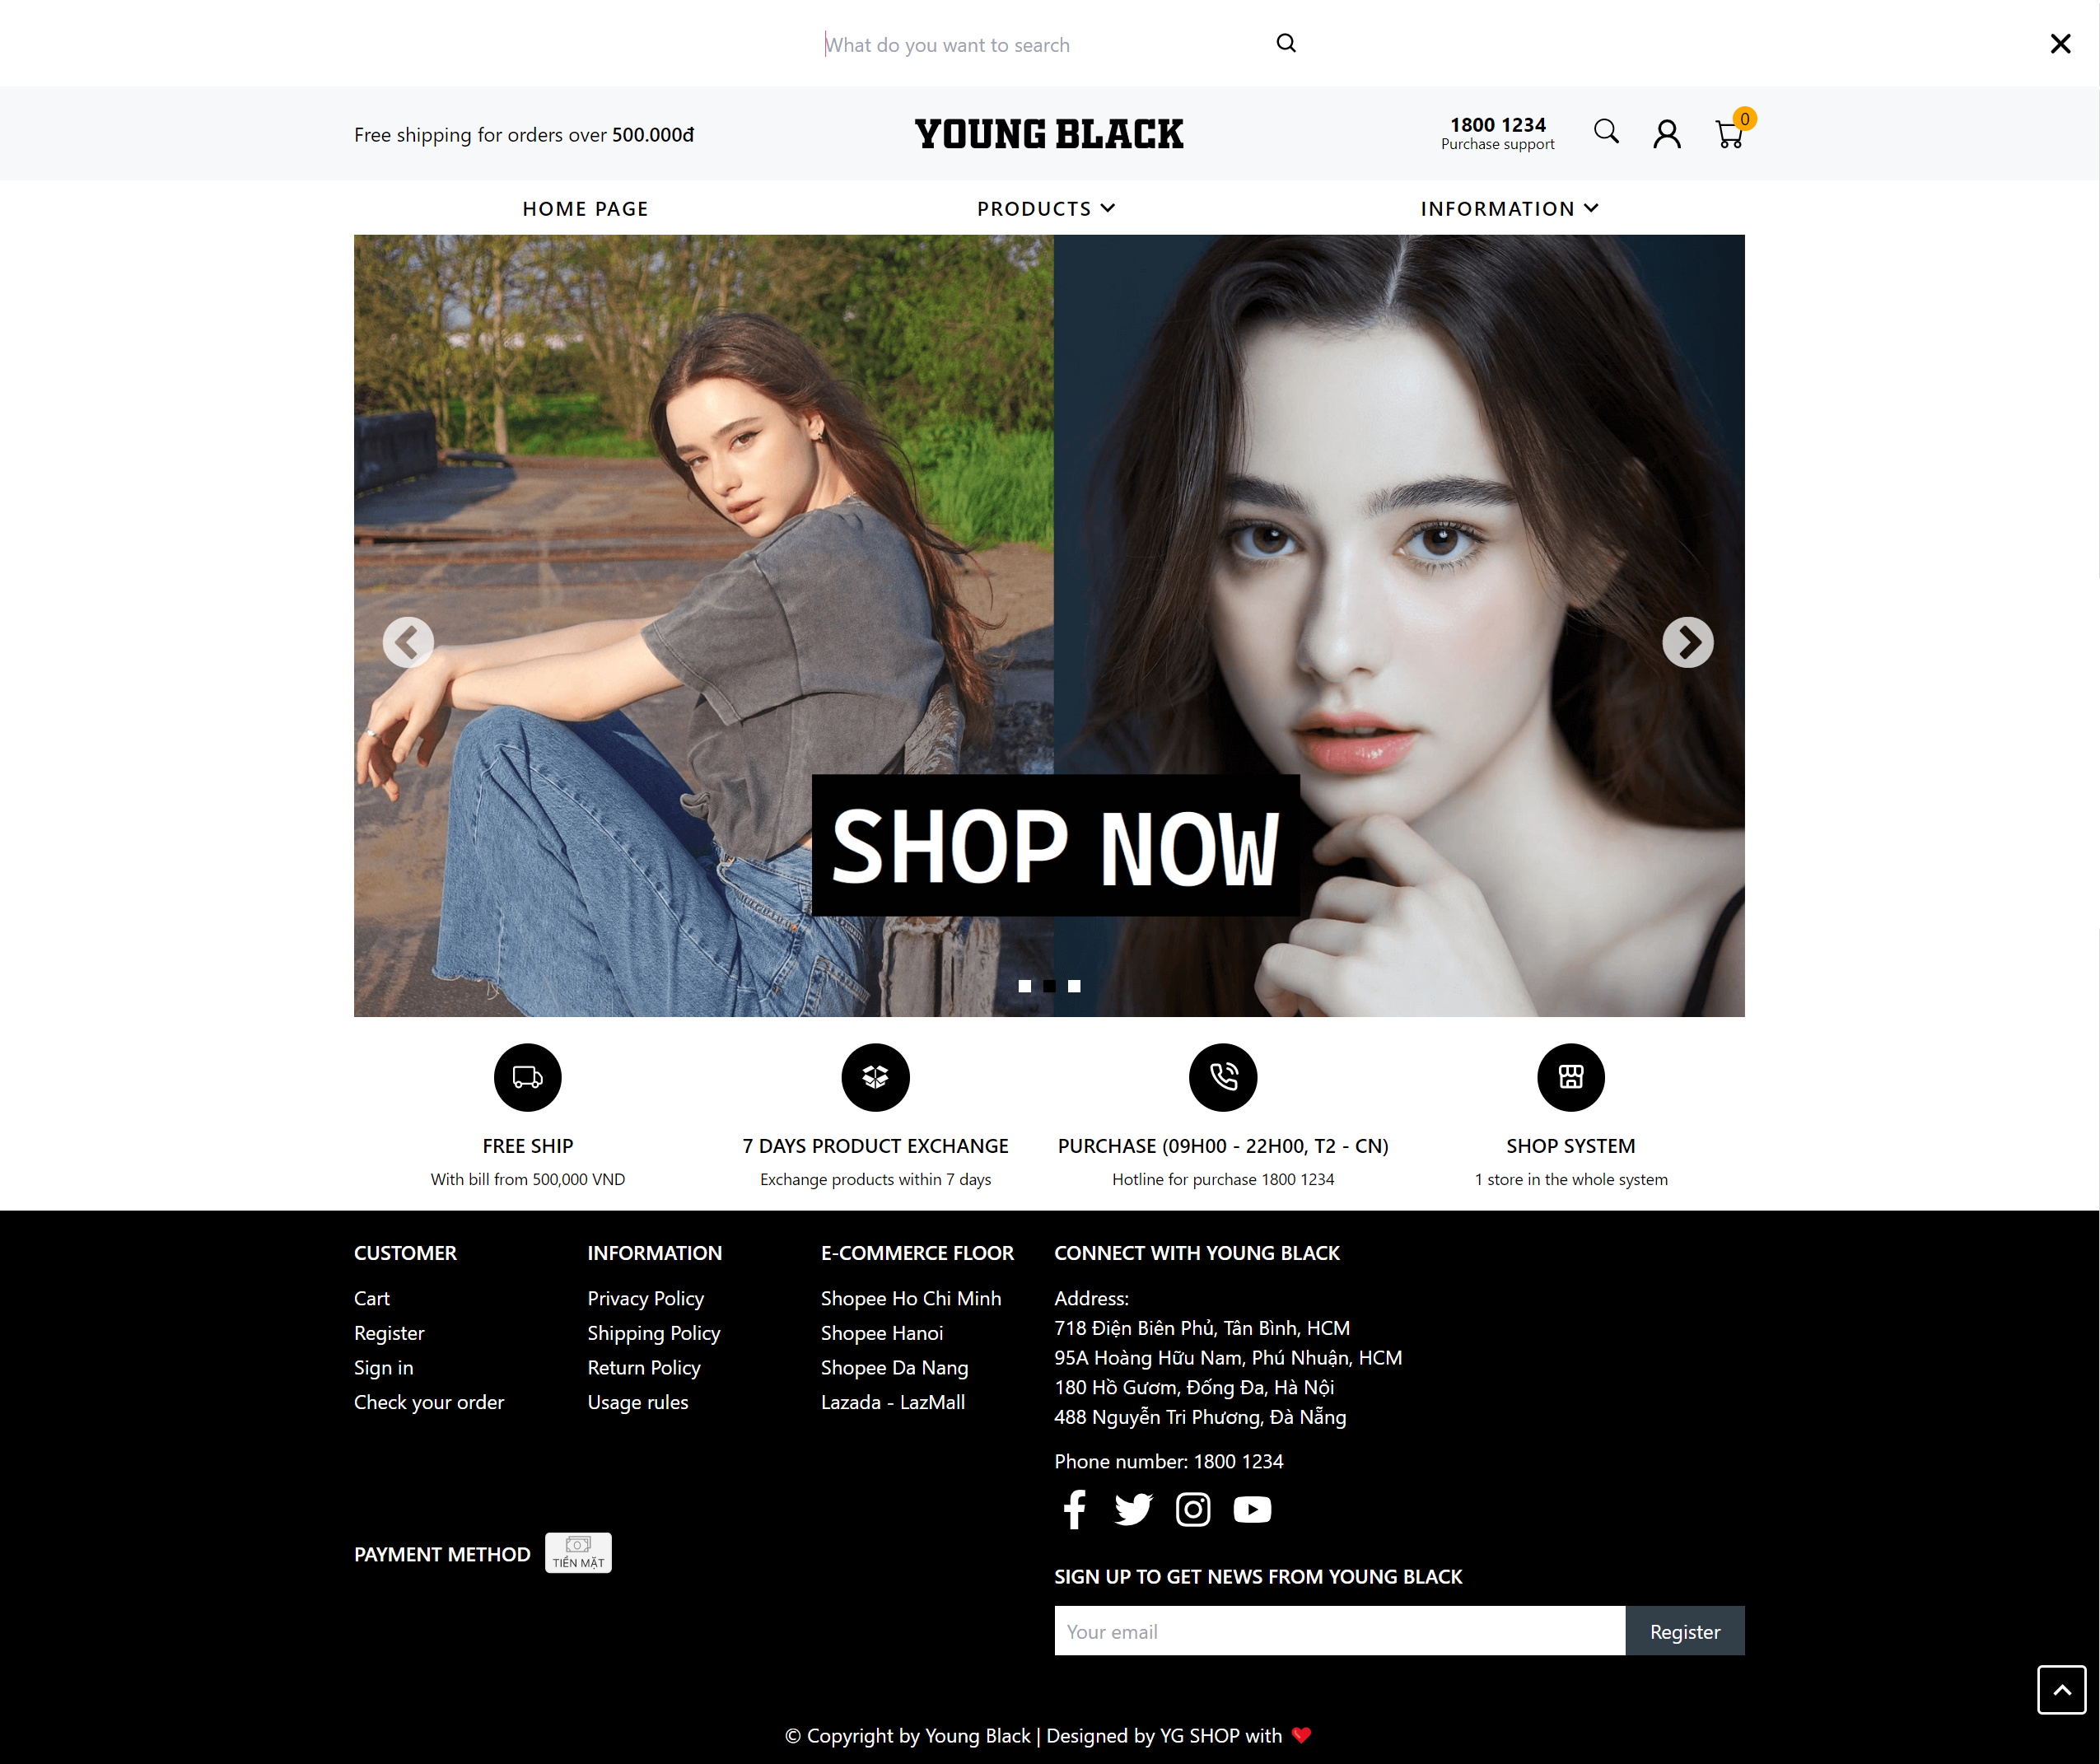 What do you want to search
Free shipping for orders over 500.000đ
YOUNG BLACK
1800 1234
Purchase support
0
HOME PAGE
PRODUCTS
INFORMATION
SHOP NOW
FREE SHIP
With bill from 500,000 VND
7 DAYS PRODUCT EXCHANGE
Exchange products within 7 days
PURCHASE (09H00 - 22H00, T2 - CN)
Hotline for purchase 1800 1234
SHOP SYSTEM
1 store in the whole system
CUSTOMER
Cart
Register
Sign in
Check your order
INFORMATION
Privacy Policy
Shipping Policy
Return Policy
Usage rules
E-COMMERCE FLOOR
Shopee Ho Chi Minh
Shopee Hanoi
Shopee Da Nang
Lazada - LazMall
CONNECT WITH YOUNG BLACK
Address:
718 Điện Biên Phủ, Tân Bình, HCM
95A Hoàng Hữu Nam, Phú Nhuận, HCM
180 Hồ Gươm, Đống Đa, Hà Nội
488 Nguyễn Tri Phương, Đà Nẵng
Phone number: 1800 1234
PAYMENT METHOD
TIỀN MẶT
SIGN UP TO GET NEWS FROM YOUNG BLACK
Your email
Register
© Copyright by Young Black | Designed by YG SHOP with